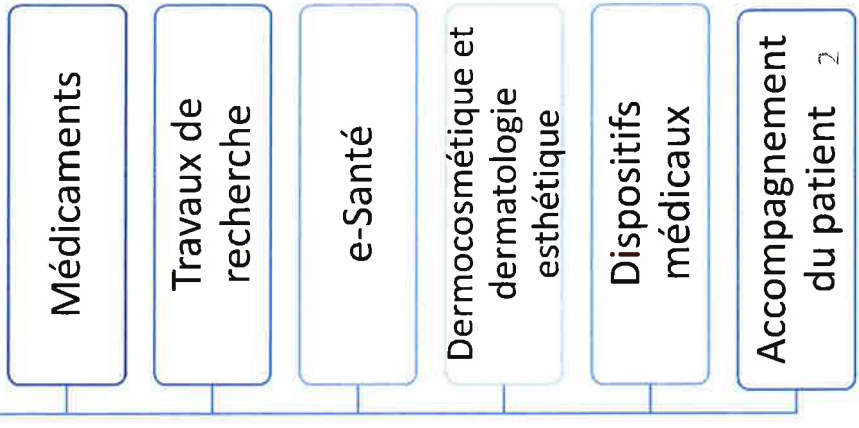 Médicaments
Travaux de
recherche
e-Santé
Dermocosmétique et
dermatologie
esthétique
Dispositifs
médicaux
Accompagnement
du patient
2